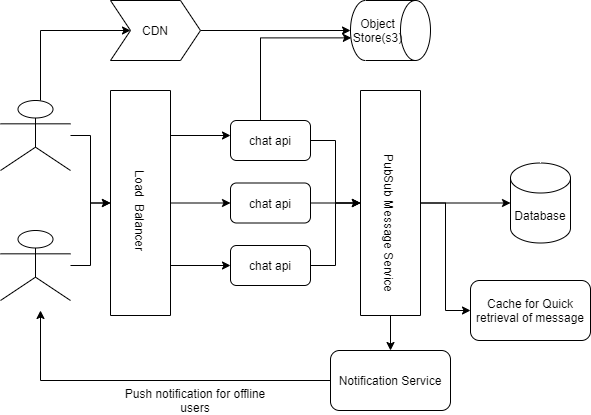 CDN
Object
Store(s3)
Load Balancer
chat api
chat api
chat api
PubSub Message Service
Database
Cache for Quick
retrieval of message
Notification Service
Push notification for offline
users